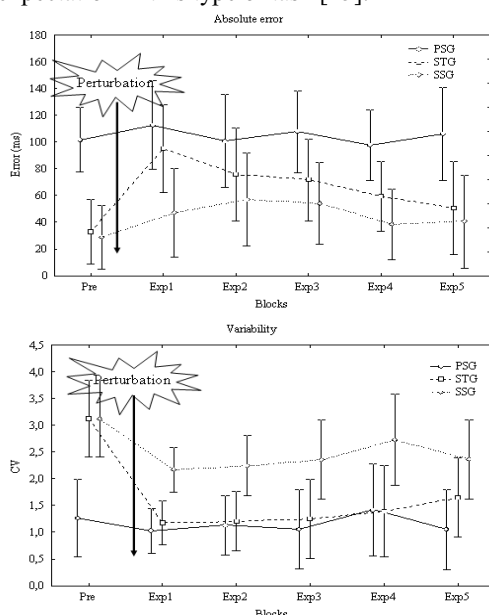 Absolute error
180
160
140
120
100
80
60
40
20
0
Error (ms)
Perturbation
PSG
STG
SSG
Pre Exp1 Exp2 Exp3 Exp4 Exp5
Blocks
Variability
4,5
4,0
3,5
3,0
2,5
2,0
1,5
1,0
0,5
0,0
CV
Perturbation
PSG
STG
SSG
Pre Exp1 Exp2 Exp3 Exp4 Exp5
Blocks